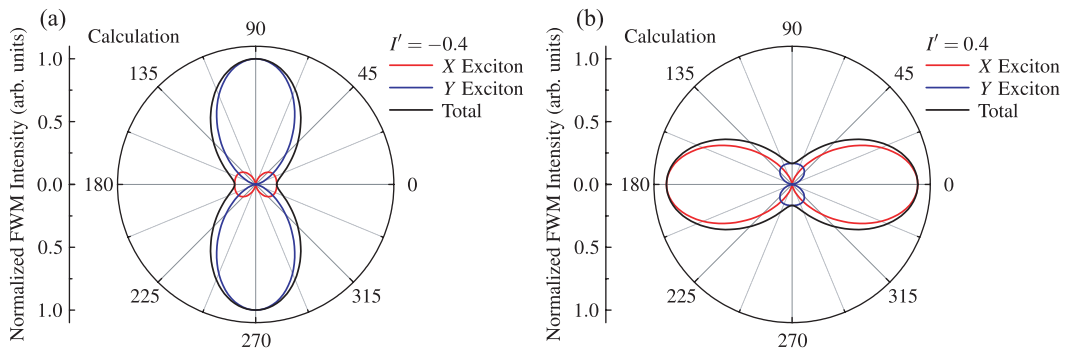 (a)
Calculation
90
I′ = −0.4
X Exciton
Y Exciton
Total
135
45
180
0
225
315
270
1.0
0.5
0.0
0.5
1.0
Normalized FWM Intensity (arb. units)
(b)
Calculation
90
I′ = 0.4
X Exciton
Y Exciton
Total
135
45
180
0
225
315
270
1.0
0.5
0.0
0.5
1.0
Normalized FWM Intensity (arb. units)